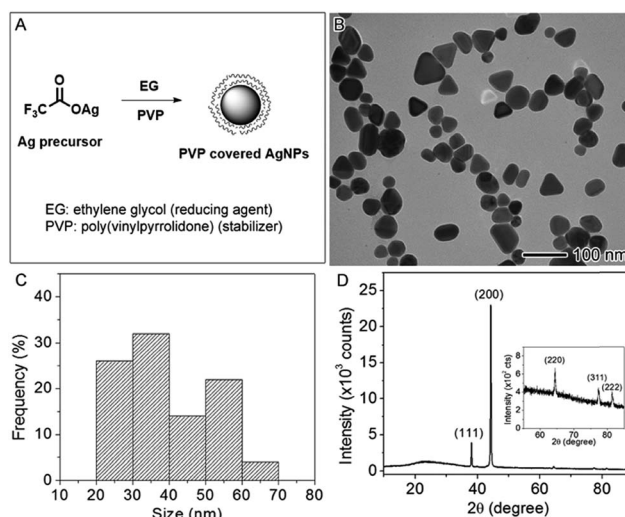 A
O
F₃C OAg
EG
PVP
Ag precursor
PVP covered AgNPs
EG: ethylene glycol (reducing agent)
PVP: poly(vinylpyrrolidone) (stabilizer)
B
100 nm
C
Frequency (%)
40
30
20
10
0
10 20 30 40 50 60 70 80
Size (nm)
D
Intensity (x10³ counts)
25
20
15
10
5
0
(200)
(111)
20 40 60 80
2θ (degree)
Intensity (x10² cts)
8
6
4
2
0
(220)
(311)
(222)
60 70 80
2θ (degree)